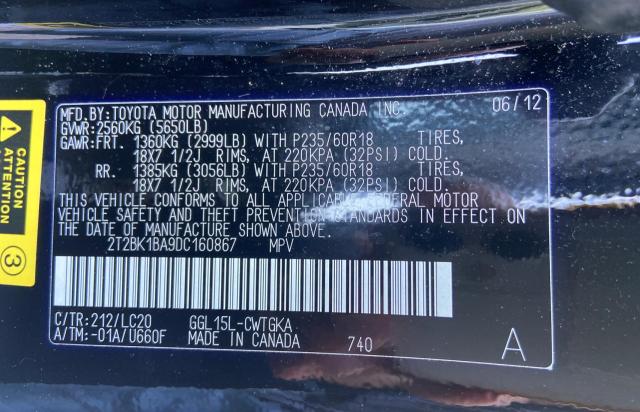 MFD.BY:TOYOTA MOTOR MANUFACTURING CANADA INC. 06/12
GVWR:2560KG (5650LB)
GAWR:FRT. 1360KG (2999LB) WITH P235/60R18 TIRES,
18X7 1/2J RIMS, AT 220KPA (32PSI) COLD.
RR. 1385KG (3056LB) WITH P235/60R18 TIRES,
18X7 1/2J RIMS, AT 220KPA (32PSI) COLD.
THIS VEHICLE CONFORMS TO ALL APPLICABLE FEDERAL MOTOR
VEHICLE SAFETY AND THEFT PREVENTION STANDARDS IN EFFECT ON
THE DATE OF MANUFACTURE SHOWN ABOVE.
2T2BK1BA9DC160867 MPV
C/TR:212/LC20 GGL15L-CWTGKA
A/TM:-01A/U660F MADE IN CANADA 740 A
CAUTION
ATTENTION
3